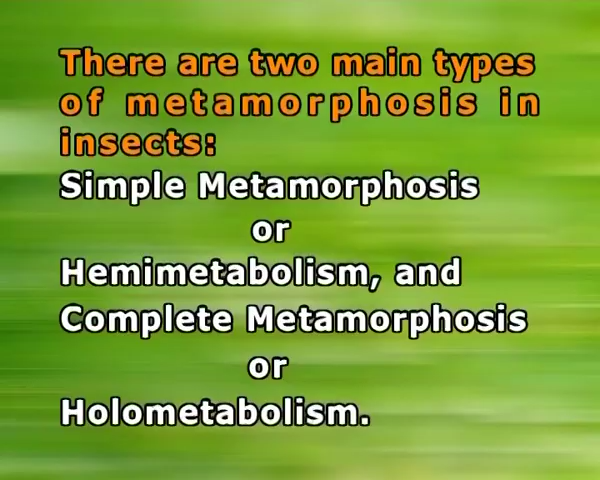 There are two main types
of metamorphosis in
insects:
Simple Metamorphosis
or
Hemimetabolism, and
Complete Metamorphosis
or
Holometabolism.